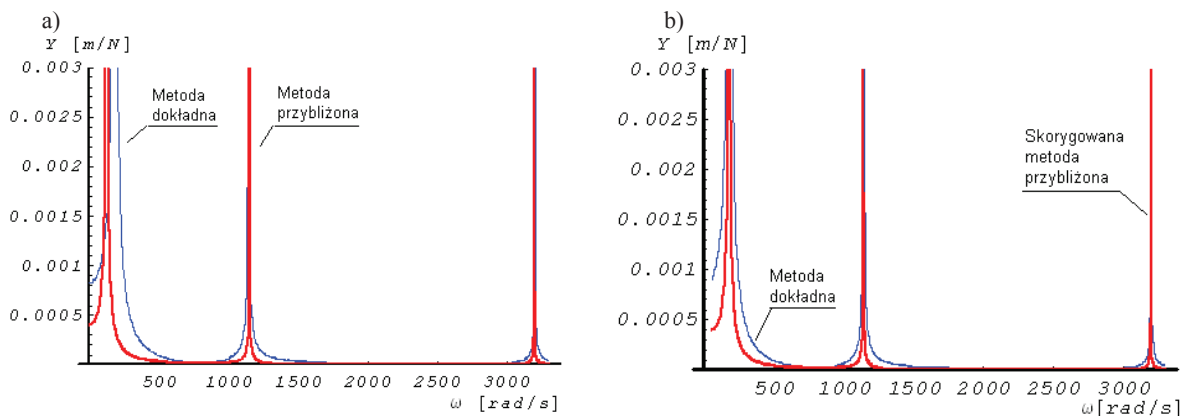 a)
Y [m/N]
0.003
0.0025
0.002
0.0015
0.001
0.0005
Metoda
dokładna
Metoda
przybliżona
500
1000
1500
2000
2500
3000
ω [rad/s]
b)
Y [m/N]
0.003
0.0025
0.002
0.0015
0.001
0.0005
Metoda
dokładna
Skorygowana
metoda
przybliżona
500
1000
1500
2000
2500
3000
ω[rad/s]